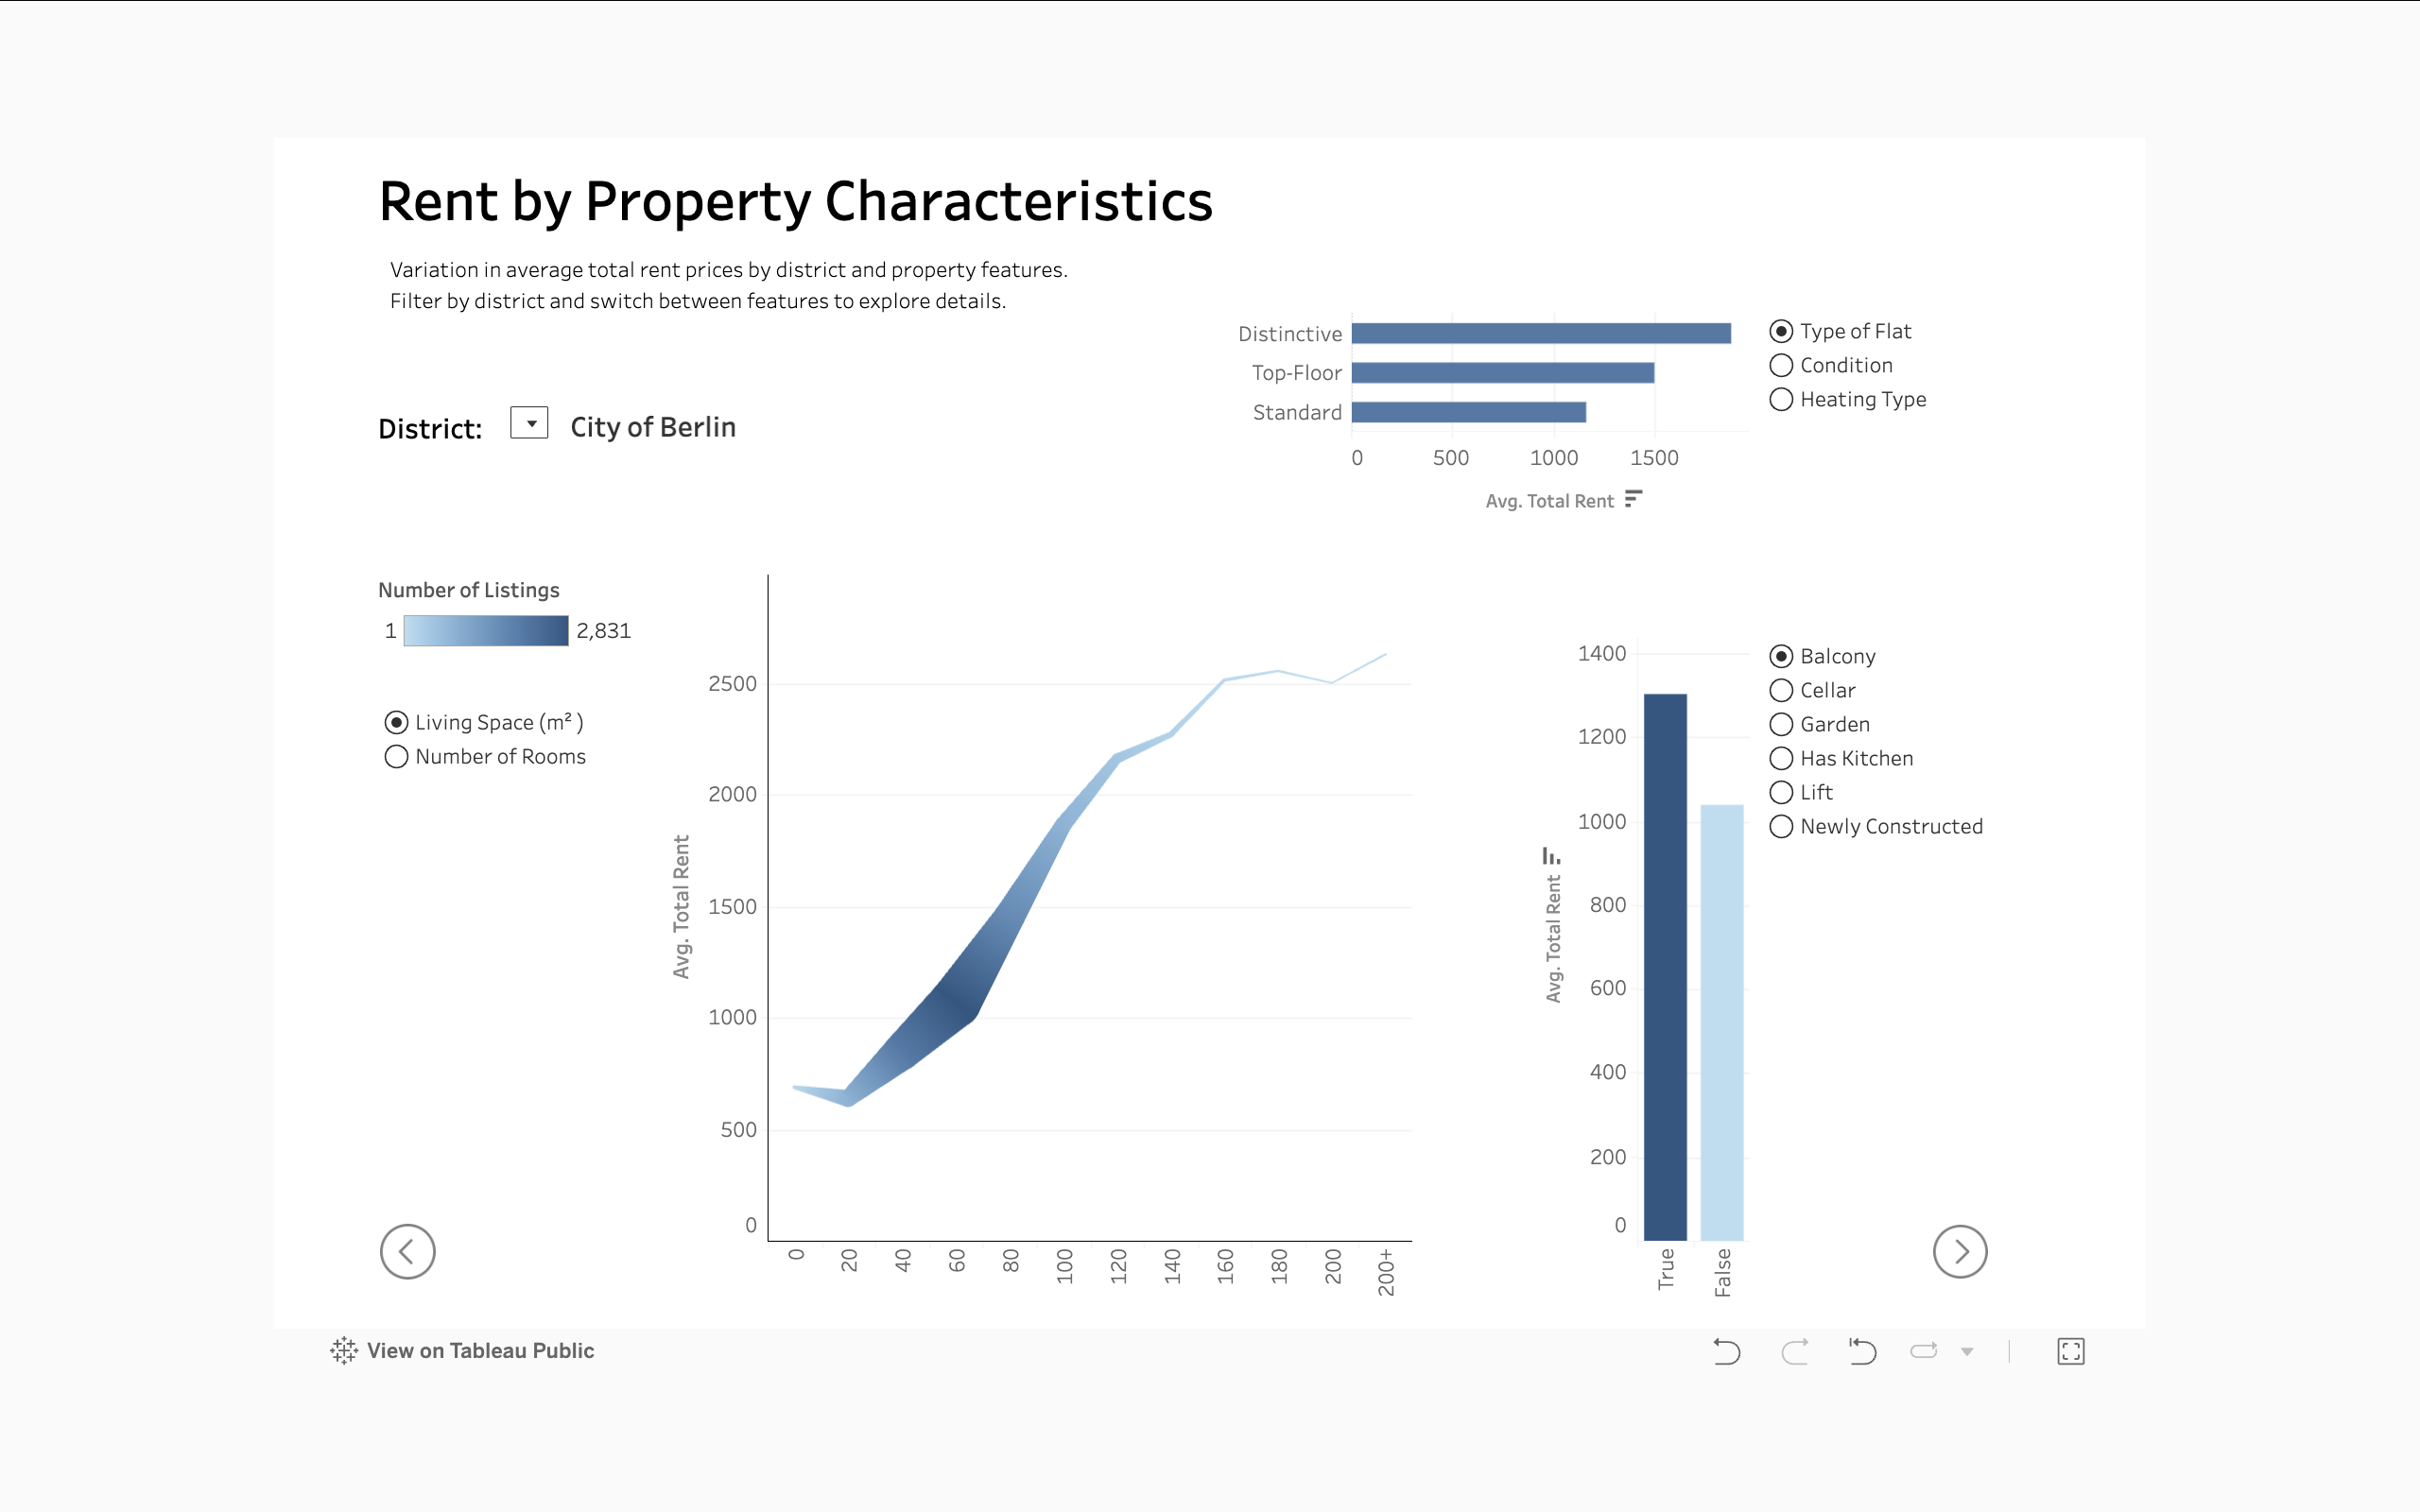 Rent by Property Characteristics
Variation in average total rent prices by district and property features.
Filter by district and switch between features to explore details.
District:
City of Berlin
Distinctive
Top-Floor
Standard
0 500 1000 1500
Avg. Total Rent
Type of Flat
Condition
Heating Type
Number of Listings
1 2,831
Living Space (m²)
Number of Rooms
Avg. Total Rent
2500
2000
1500
1000
500
0
0 20 40 60 80 100 120 140 160 180 200 200+
Avg. Total Rent
1400
1200
1000
800
600
400
200
0
True False
Balcony
Cellar
Garden
Has Kitchen
Lift
Newly Constructed
View on Tableau Public